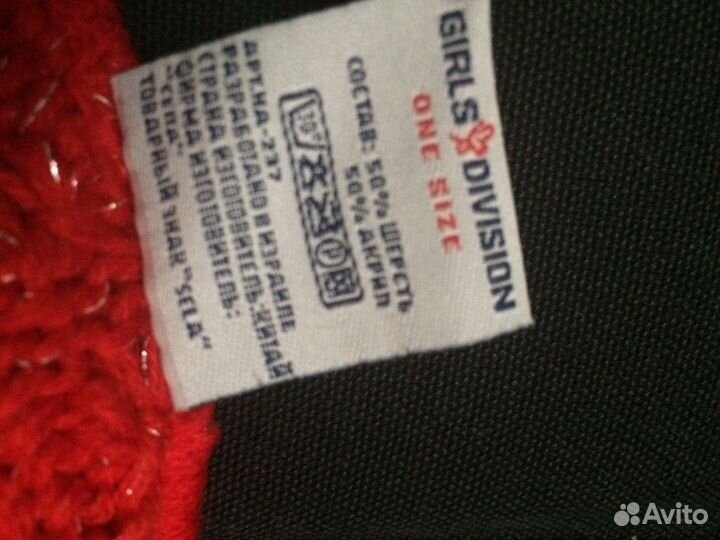 GIRLS DIVISION
ONE SIZE
СОСТАВ: 50% ШЕРСТЬ
50% АКРИЛ
АРТ.HA-237
РАЗРАБОТАНО В ИЗРАИЛЕ
СТРАНА ИЗГОТОВИТЕЛЬ:КИТАЙ
ФИРМА ИЗГОТОВИТЕЛЬ:
"СЕЛА"
ТОВАРНЫЙ ЗНАК "SELA"
Avito